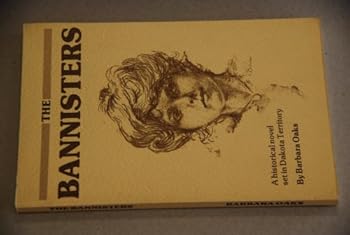 THE
BANNISTERS
A historical novel
set in Dakota Territory
By Barbara Oaks
THE BANNISTERS
BARBARA OAKS